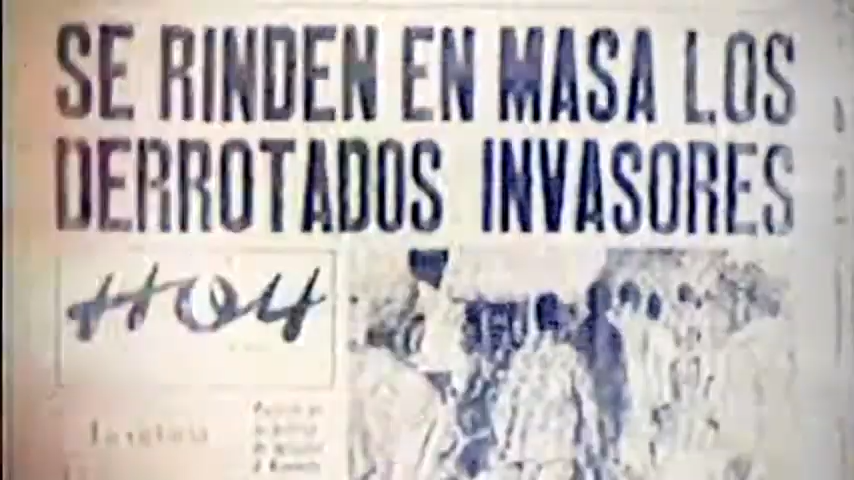 SE RINDEN EN MASA LOS
DERROTADOS INVASORES
HOY